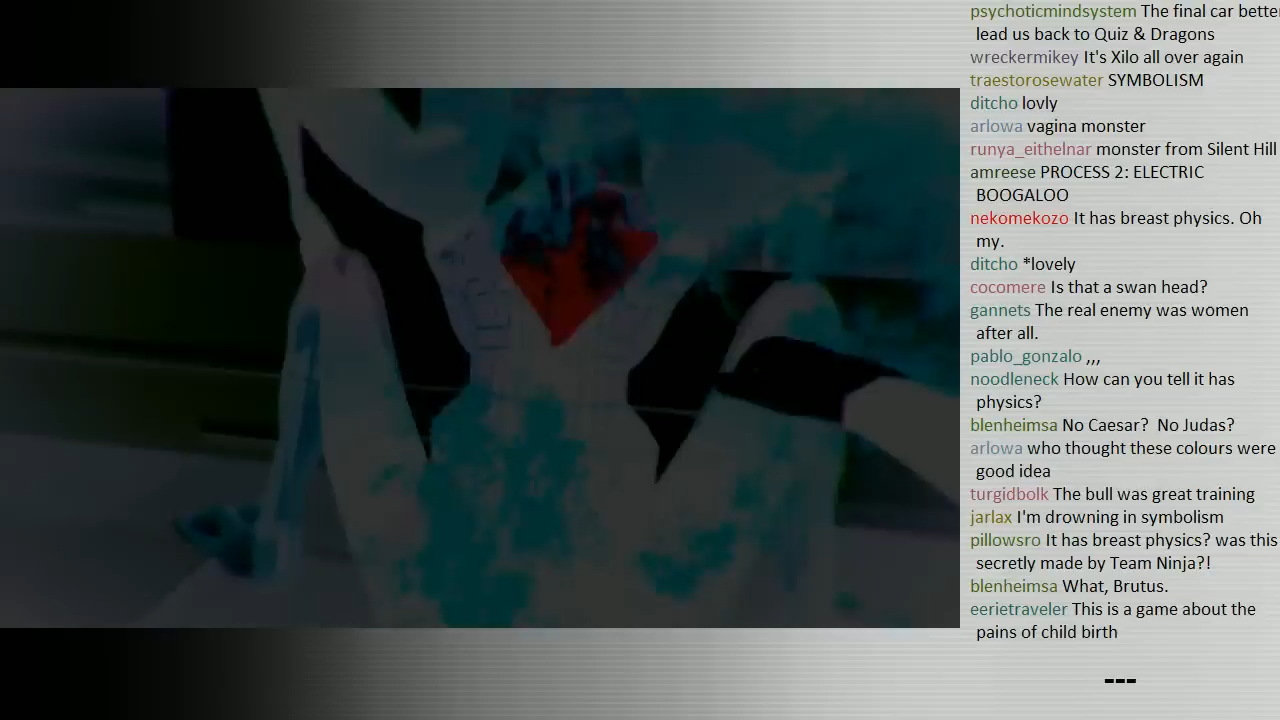 psychoticmindsystem The final car better
lead us back to Quiz & Dragons
wreckermikey It's Xilo all over again
traestorosewater SYMBOLISM
ditcho lovly
arlowa vagina monster
runya_eithelnar monster from Silent Hill
amreese PROCESS 2: ELECTRIC
BOOGALOO
nekomekozo It has breast physics. Oh
my.
ditcho *lovely
cocomere Is that a swan head?
gannets The real enemy was women
after all.
pablo_gonzalo ,,,
noodleneck How can you tell it has
physics?
blenheimsa No Caesar? No Judas?
arlowa who thought these colours were
good idea
turgidbolk The bull was great training
jarlax I'm drowning in symbolism
pillowsro It has breast physics? was this
secretly made by Team Ninja?!
blenheimsa What, Brutus.
eerietraveler This is a game about the
pains of child birth
---